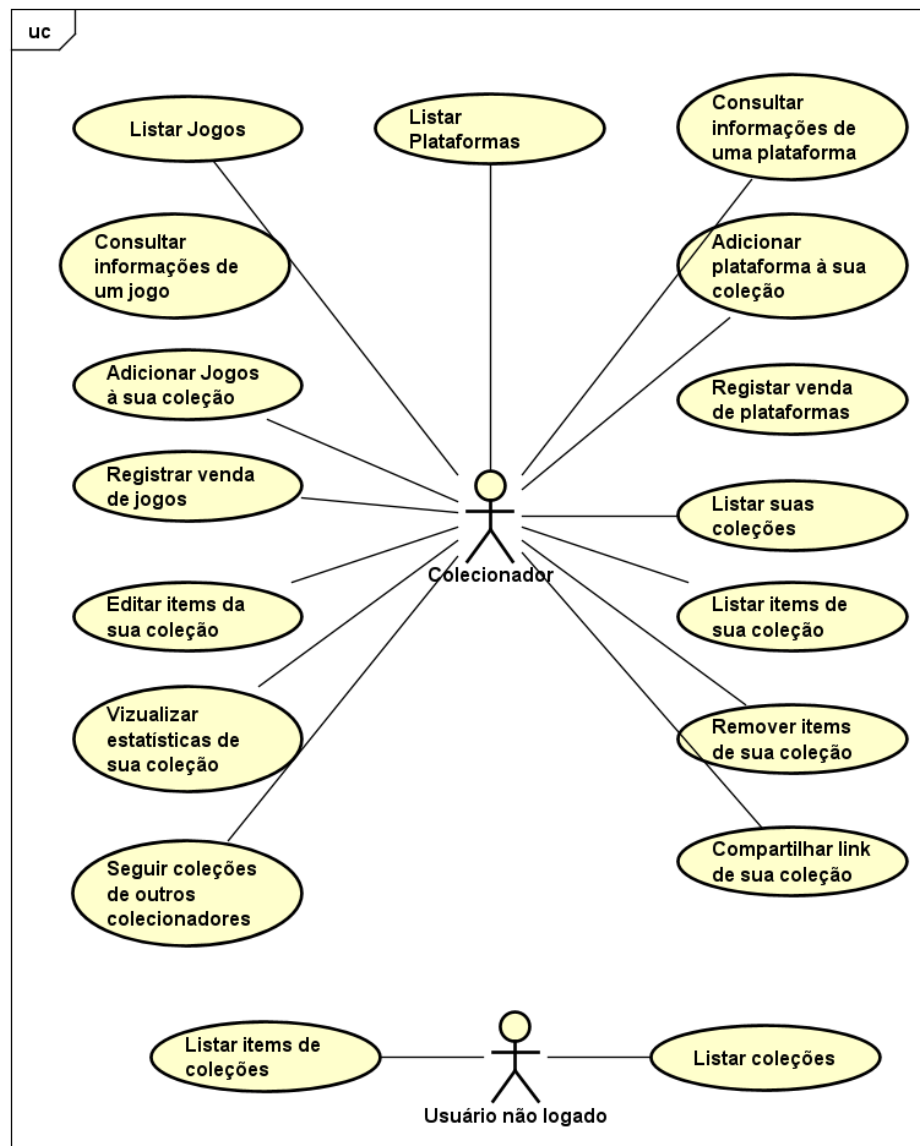 uc
Listar Jogos
Listar
Plataformas
Consultar
informações de
uma plataforma
Consultar
informações de
um jogo
Adicionar
plataforma à sua
coleção
Adicionar Jogos
à sua coleção
Registar venda
de plataformas
Registrar venda
de jogos
Listar suas
coleções
Colecionador
Editar items da
sua coleção
Listar items de
sua coleção
Vizualizar
estatísticas de
sua coleção
Remover items
de sua coleção
Seguir coleções
de outros
colecionadores
Compartilhar link
de sua coleção
Listar items de
coleções
Listar coleções
Usuário não logado